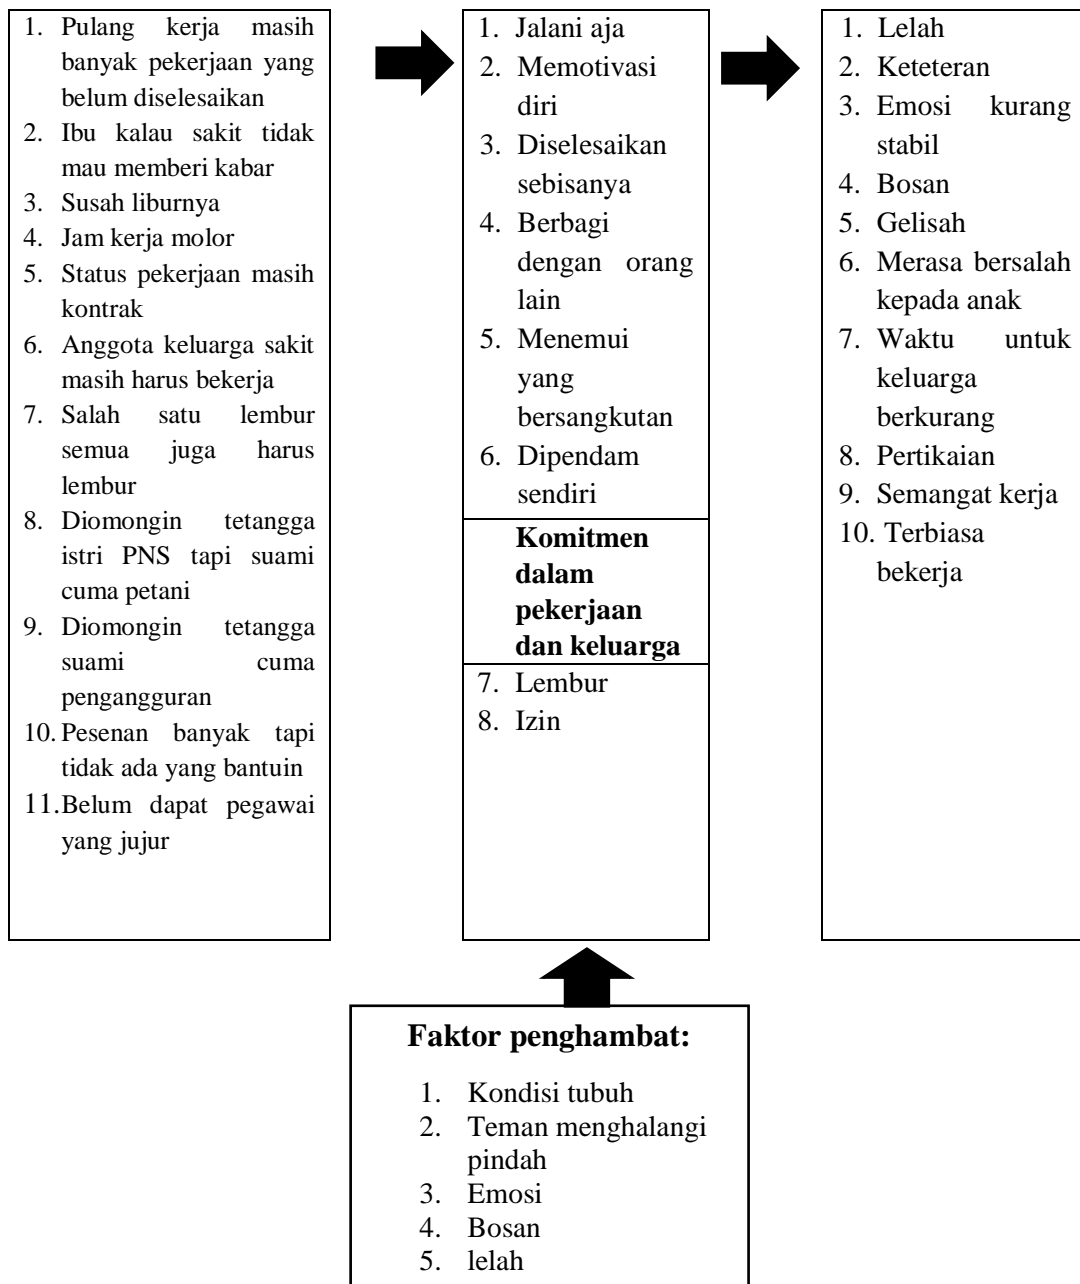 1. Pulang kerja masih
banyak pekerjaan yang
belum diselesaikan
2. Ibu kalau sakit tidak
mau memberi kabar
3. Susah liburnya
4. Jam kerja molor
5. Status pekerjaan masih
kontrak
6. Anggota keluarga sakit
masih harus bekerja
7. Salah satu lembur
semua juga harus
lembur
8. Diomongin tetangga
istri PNS tapi suami
cuma petani
9. Diomongin tetangga
suami cuma
pengangguran
10. Pesenan banyak tapi
tidak ada yang bantuin
11. Belum dapat pegawai
yang jujur
1. Jalani aja
2. Memotivasi
diri
3. Diselesaikan
sebisanya
4. Berbagi
dengan orang
lain
5. Menemui
yang
bersangkutan
6. Dipendam
sendiri
Komitmen
dalam
pekerjaan
dan keluarga
7. Lembur
8. Izin
1. Lelah
2. Keteteran
3. Emosi kurang
stabil
4. Bosan
5. Gelisah
6. Merasa bersalah
kepada anak
7. Waktu untuk
keluarga
berkurang
8. Pertikaian
9. Semangat kerja
10. Terbiasa
bekerja
Faktor penghambat:
1. Kondisi tubuh
2. Teman menghalangi
pindah
3. Emosi
4. Bosan
5. lelah